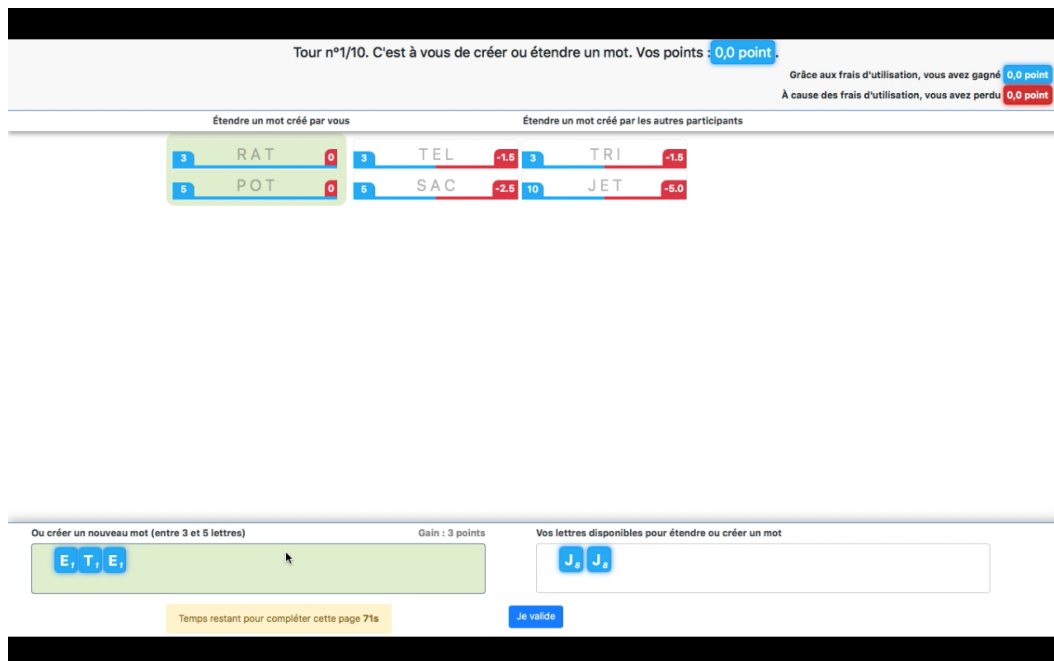 Tour n°1/10. C'est à vous de créer ou étendre un mot. Vos points : 0,0 point .
Grâce aux frais d'utilisation, vous avez gagné 0,0 point
À cause des frais d'utilisation, vous avez perdu 0,0 point
Étendre un mot créé par vous Étendre un mot créé par les autres participants
3 RAT 0 3 TEL -1.5 3 TRI -1.5
5 POT 0 5 SAC -2.5 10 JET -5.0
Ou créer un nouveau mot (entre 3 et 5 lettres) Gain : 3 points Vos lettres disponibles pour étendre ou créer un mot
E1 T1 E1 J8 J8
Temps restant pour compléter cette page 71s Je valide